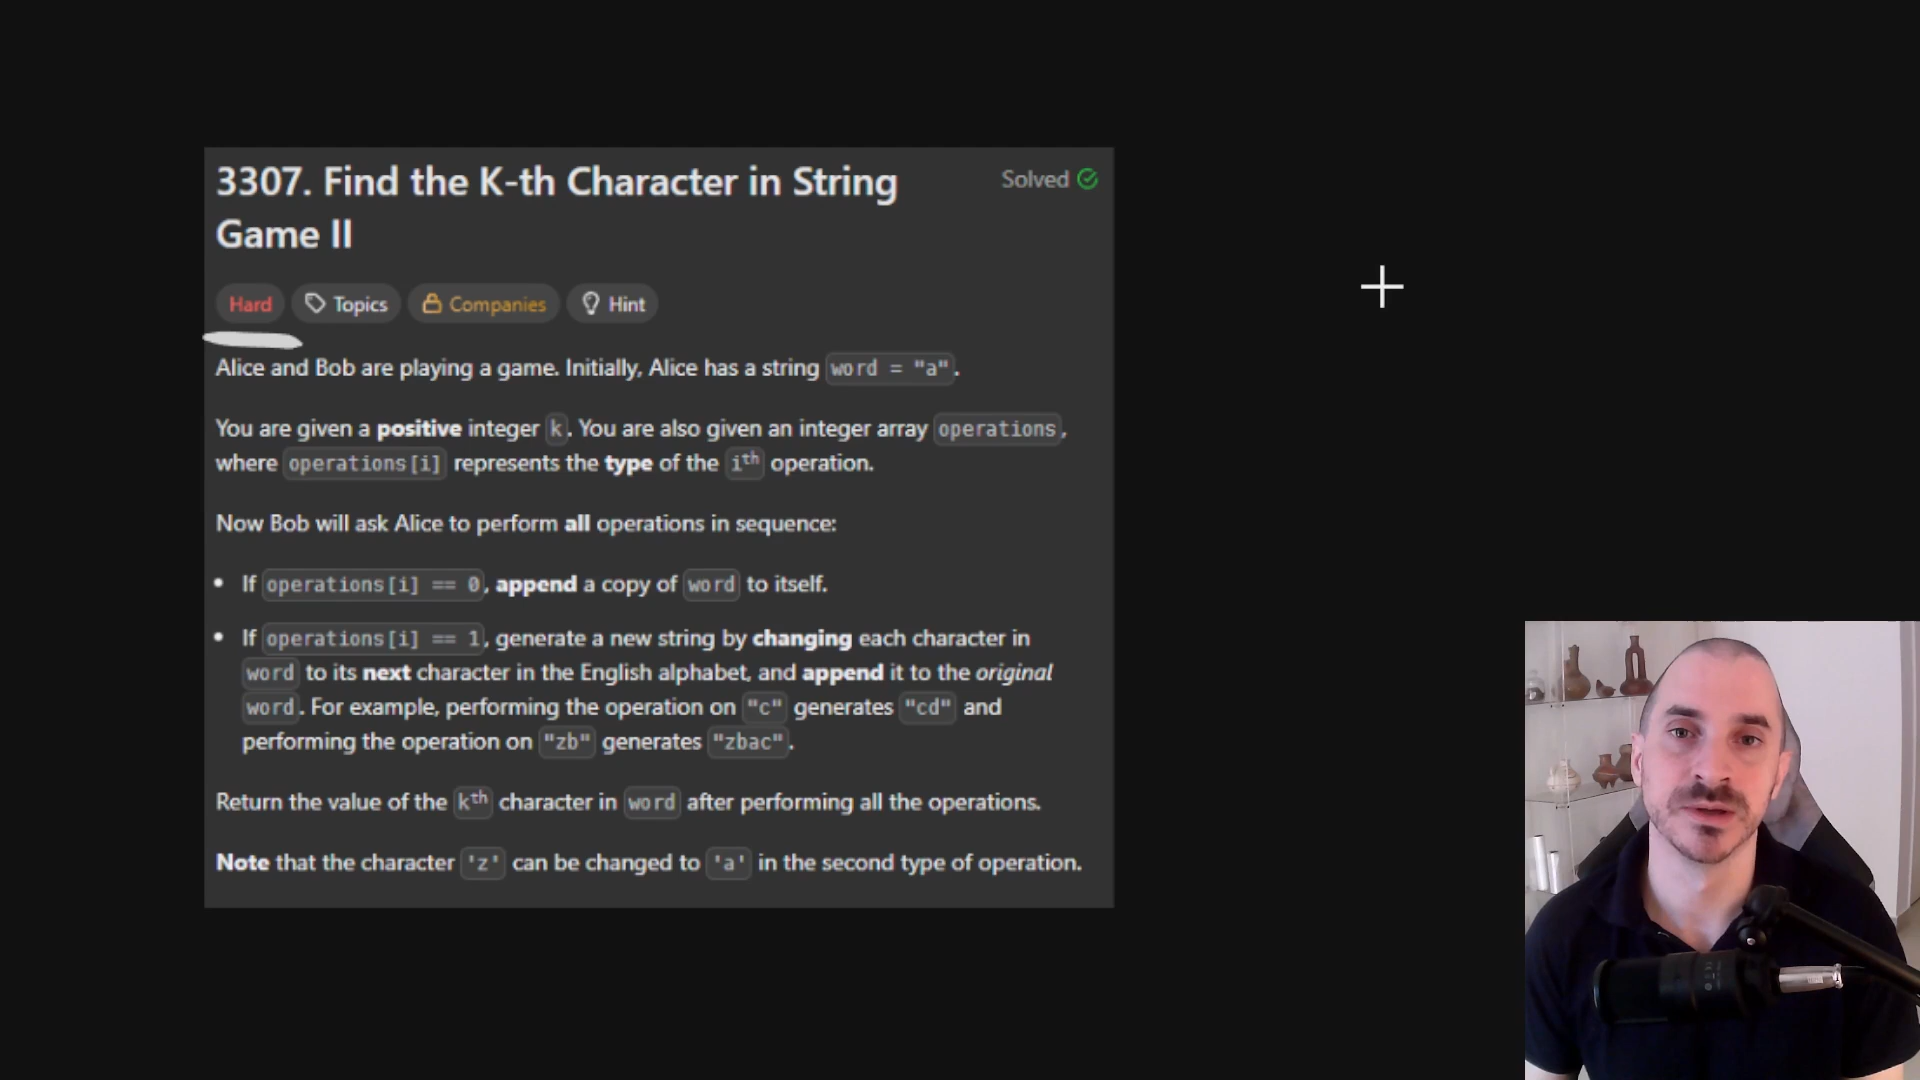 3307. Find the K-th Character in String
Solved
Game II
Hard Topics Companies Hint
Alice and Bob are playing a game. Initially, Alice has a string word = "a".
You are given a positive integer k. You are also given an integer array operations,
where operations[i] represents the type of the ith operation.
Now Bob will ask Alice to perform all operations in sequence:
• If operations[i] == 0, append a copy of word to itself.
• If operations[i] == 1, generate a new string by changing each character in
word to its next character in the English alphabet, and append it to the original
word. For example, performing the operation on "c" generates "cd" and
performing the operation on "zb" generates "zbac".
Return the value of the kth character in word after performing all the operations.
Note that the character 'z' can be changed to 'a' in the second type of operation.